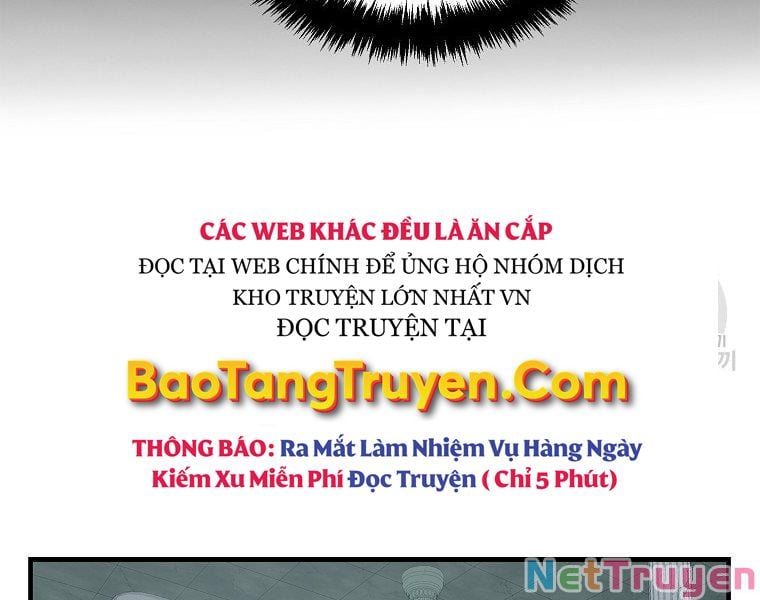 CÁC WEB KHÁC ĐỀU LÀ ĂN CẮP
ĐỌC TẠI WEB CHÍNH ĐỂ ỦNG HỘ NHÓM DỊCH
KHO TRUYỆN LỚN NHẤT VN
ĐỌC TRUYỆN TẠI
BaoTangTruyen.Com
THÔNG BÁO: Ra Mắt Làm Nhiệm Vụ Hàng Ngày
Kiếm Xu Miễn Phí Đọc Truyện ( Chỉ 5 Phút)
NetTruyen